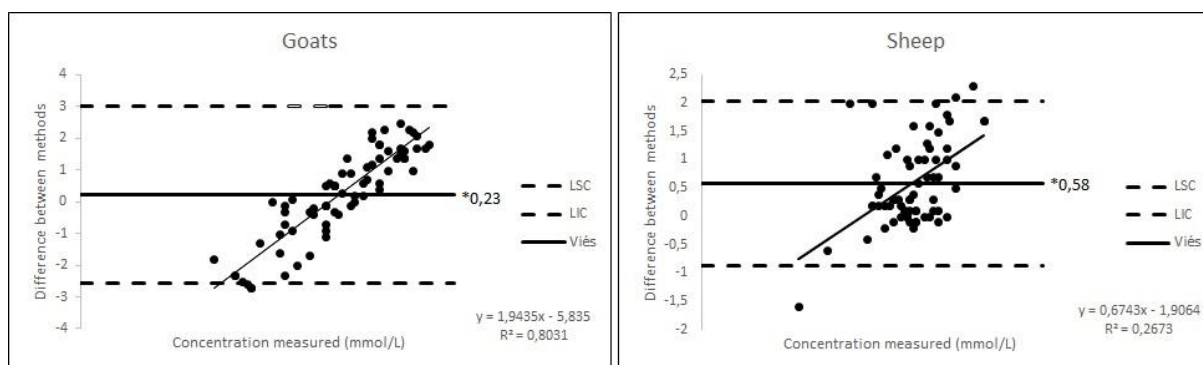 Goats
Difference between methods
4
3
2
1
0
-1
-2
-3
-4
*0,23
LSC
LIC
Viés
y = 1,9435x - 5,835
R² = 0,8031
Concentration measured (mmol/L)
Sheep
Difference between methods
2,5
2
1,5
1
0,5
0
-0,5
-1
-1,5
-2
*0,58
LSC
LIC
Viés
y = 0,6743x - 1,9064
R² = 0,2673
Concentration measured (mmol/L)